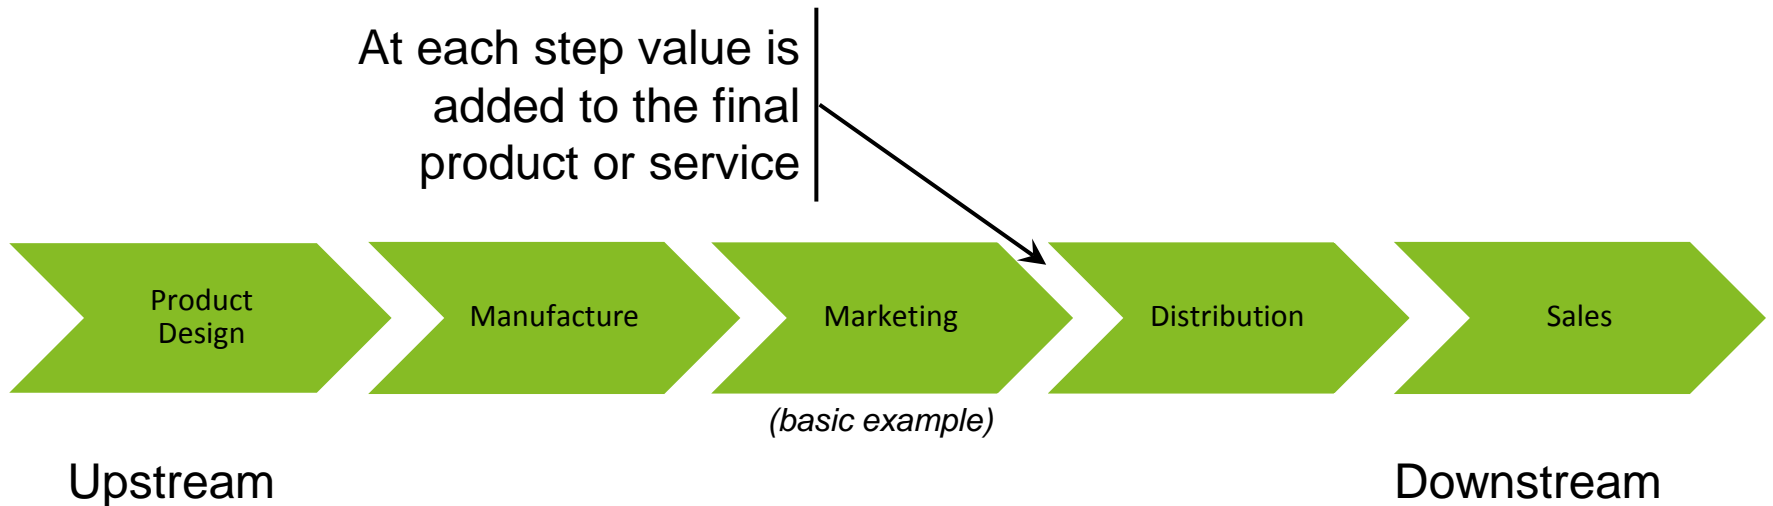 At each step value is
added to the final
product or service
Product
Design
Manufacture
Marketing
Distribution
Sales
(basic example)
Upstream
Downstream